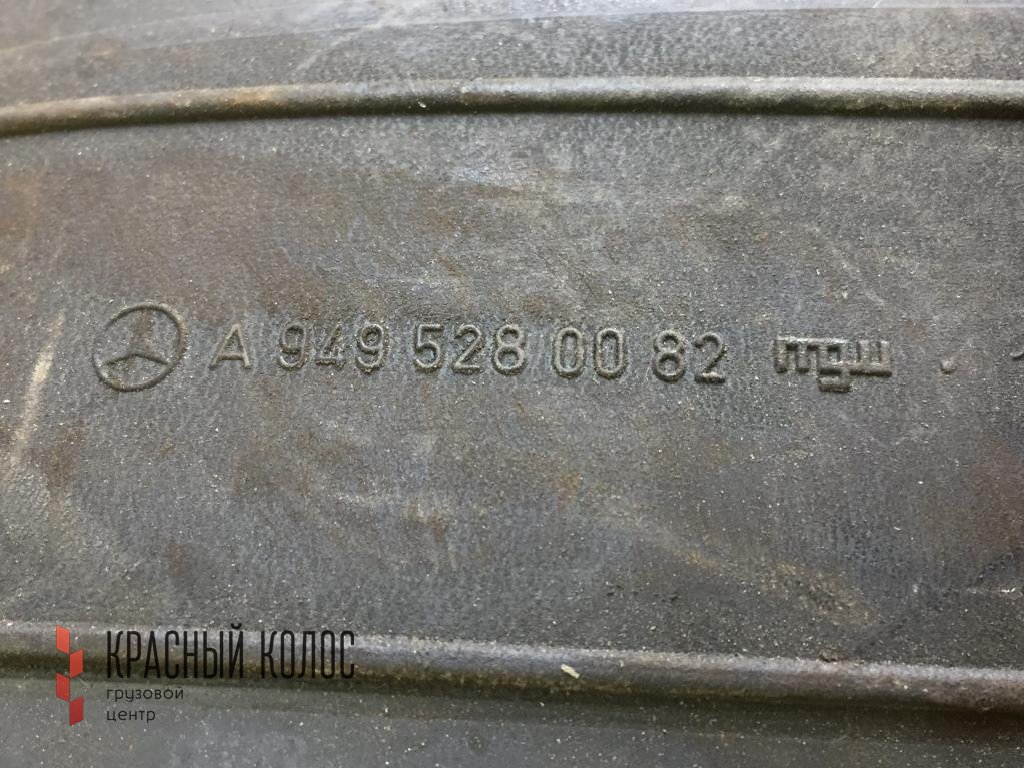 A 949 528 00 82
КРАСНЫЙ КОЛОС
грузовой
центр